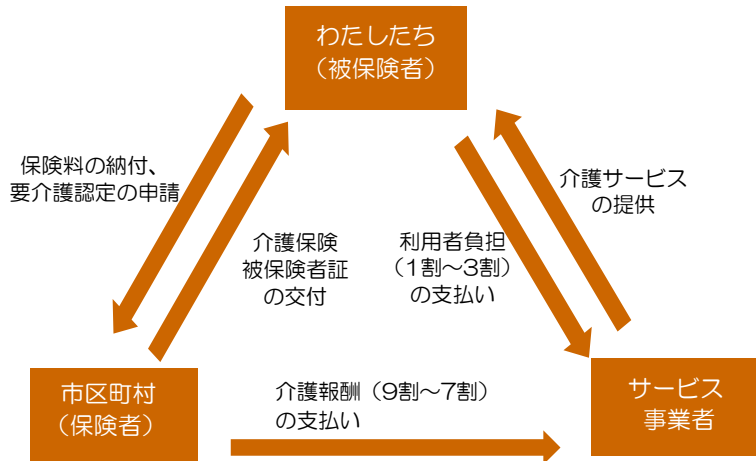 わたしたち
（被保険者）
保険料の納付、
要介護認定の申請
介護保険
被保険者証
の交付
利用者負担
（1割～3割）
の支払い
介護サービス
の提供
市区町村
（保険者）
介護報酬（9割～7割）
の支払い
サービス
事業者